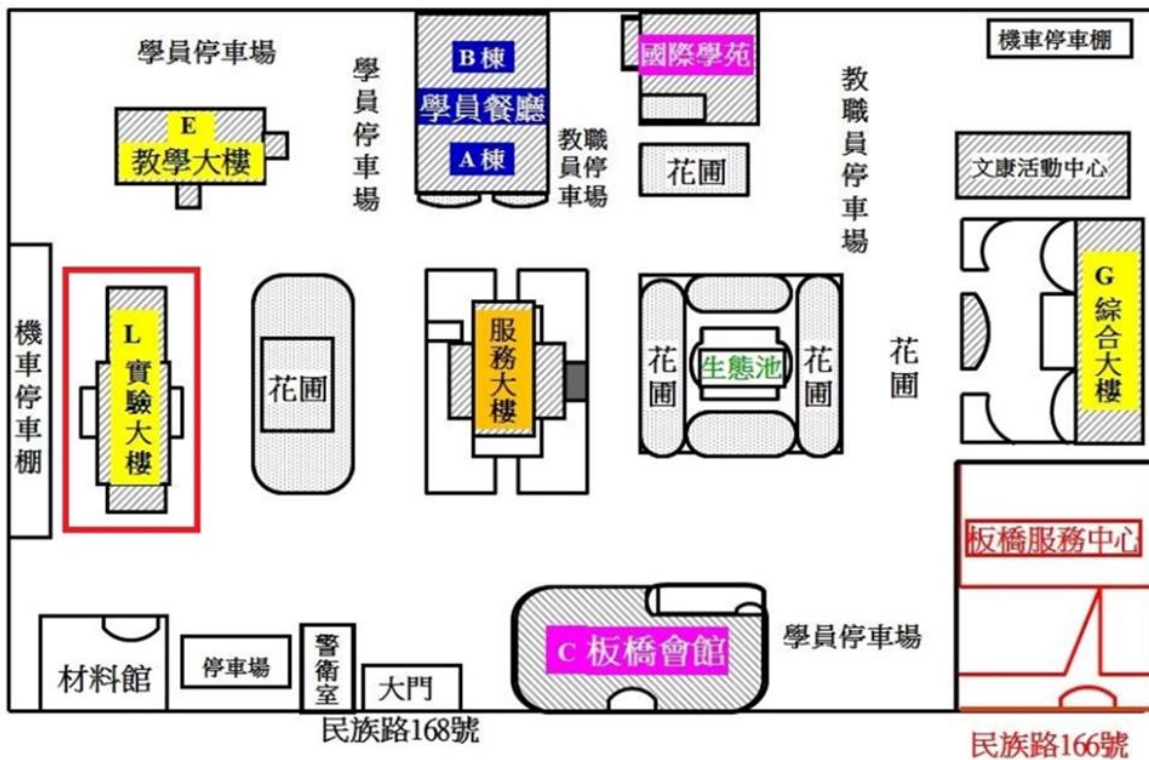 學員停車場
學員停車場
B 棟
學員餐廳
A 棟
教職員停車場
國際學苑
花圃
教職員停車場
機車停車棚
文康活動中心
E
教學大樓
機車停車棚
L
實驗大樓
花圃
服務大樓
花圃
生態池
花圃
花圃
G
綜合大樓
板橋服務中心
材料館
停車場
警衛室
大門
C 板橋會館
學員停車場
民族路168號
民族路166號